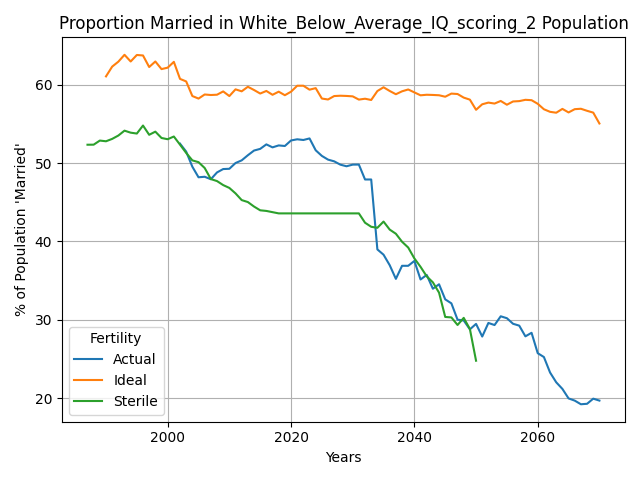 Proportion Married in White_Below_Average_IQ_scoring_2 Population
% of Population 'Married'
60
50
40
30
20
Fertility
Actual
Ideal
Sterile
2000 2020 2040 2060
Years